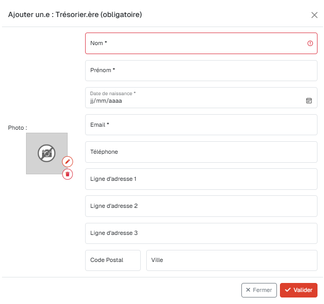 Ajouter un.e : Trésorier.ère (obligatoire)
Nom *
Prénom *
Date de naissance *
jj/mm/aaaa
Email *
Photo :
Téléphone
Ligne d'adresse 1
Ligne d'adresse 2
Ligne d'adresse 3
Code Postal
Ville
Fermer
Valider